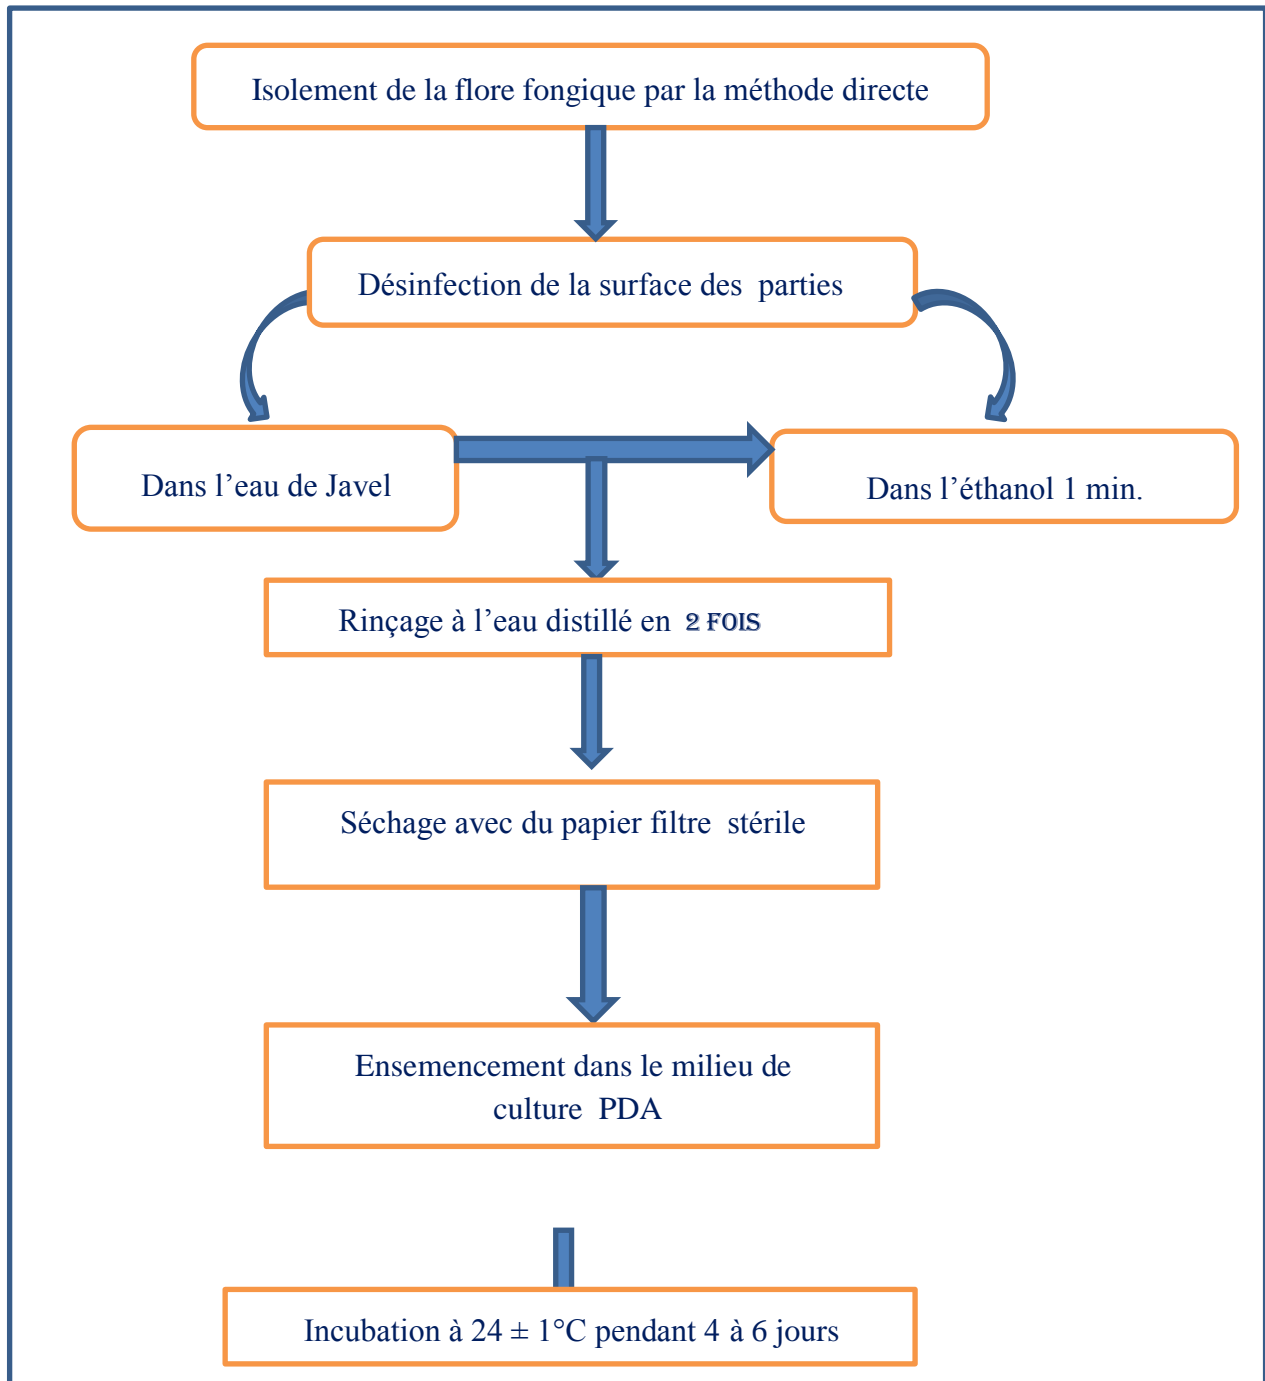 Isolement de la flore fongique par la méthode directe
Désinfection de la surface des parties
Dans l’eau de Javel
Dans l’éthanol 1 min.
Rinçage à l’eau distillé en 2 FOIS
Séchage avec du papier filtre stérile
Ensemencement dans le milieu de
culture PDA
Incubation à 24 ± 1°C pendant 4 à 6 jours